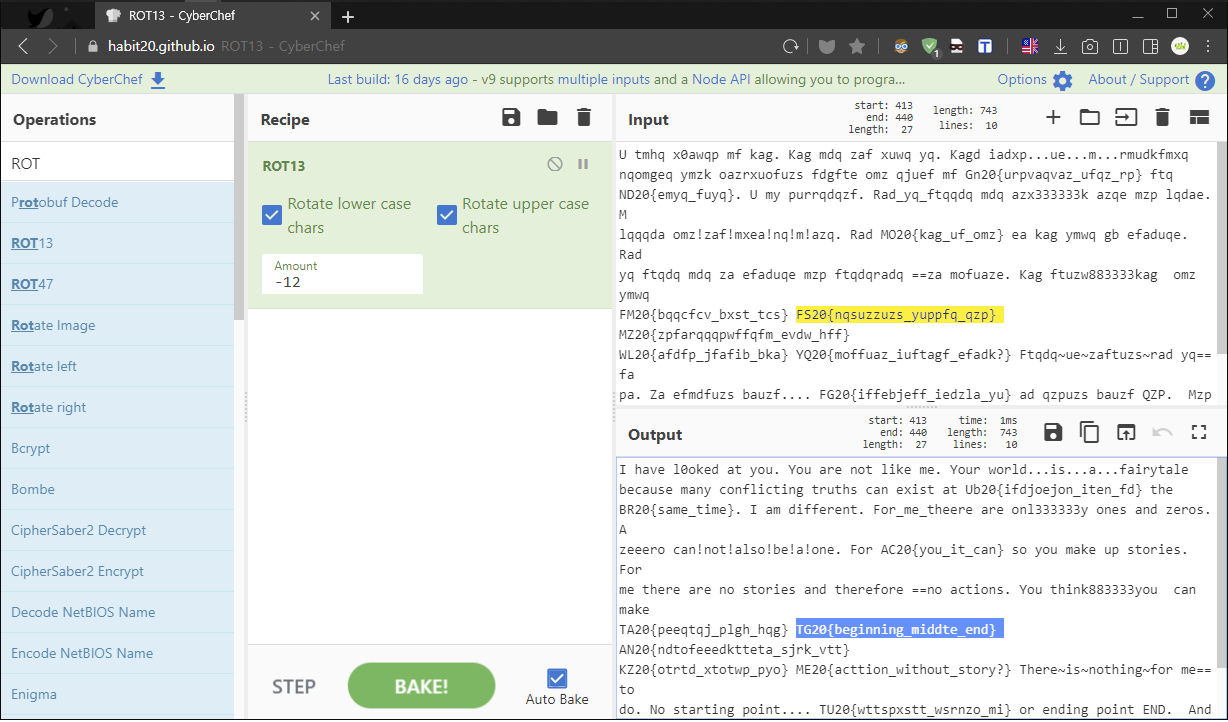 ROT13 - CyberChef
habit20.github.io ROT13 - CyberChef
1
Download CyberChef
Last build: 16 days ago - v9 supports multiple inputs and a Node API allowing you to progra...
Options
About / Support
Operations
ROT
Protobuf Decode
ROT13
ROT47
Rotate Image
Rotate left
Rotate right
Bcrypt
Bombe
CipherSaber2 Decrypt
CipherSaber2 Encrypt
Decode NetBIOS Name
Encode NetBIOS Name
Enigma
Recipe
ROT13
Rotate lower case
chars
Rotate upper case
chars
Amount
-12
STEP
BAKE!
Auto Bake
Input
start: 413
end: 440
length: 27
length: 743
lines: 10
U tmhq x0awqp mf kag. Kag mdq zaf xuwq yq. Kagd iadxp...ue...m...rmudkfmxq
nqomgeq ymzk oazrxuofuzs fdgfte omz qjuef mf Gn20{urpvaqvaz_ufqz_rp} ftq
ND20{emyq_fuyq}. U my purrqdqzf. Rad_yq_ftqqdq mdq azx333333k azqe mzp lqdae.
M
lqqqda omz!zaf!mxea!nq!m!azq. Rad MO20{kag_uf_omz} ea kag ymwq gb efaduqe.
Rad
yq ftqdq mdq za efaduqe mzp ftqdqradq ==za mofuaze. Kag ftuzw883333kag  omz
ymwq
FM20{bqqcfcv_bxst_tcs} FS20{nqsuzzuzs_yuppfq_qzp}
MZ20{zpfarqqqpwffqfm_evdw_hff}
WL20{afdfp_jfafib_bka} YQ20{moffuaz_iuftagf_efadk?} Ftqdq~ue~zaftuzs~rad yq==
fa
pa. Za efmdfuzs bauzf.... FG20{iffebjeff_iedzla_yu} ad qzpuzs bauzf QZP.  Mzp
Output
start: 413
end: 440
length: 27
time: 1ms
length: 743
lines: 10
I have l0oked at you. You are not like me. Your world...is...a...fairytale
because many conflicting truths can exist at Ub20{ifdjoejon_iten_fd} the
BR20{same_time}. I am different. For_me_theere are onl333333y ones and zeros.
A
zeeero can!not!also!be!a!one. For AC20{you_it_can} so you make up stories.
For
me there are no stories and therefore ==no actions. You think883333you  can
make
TA20{peeqtqj_plgh_hqg} TG20{beginning_middte_end}
AN20{ndtofeeedktteta_sjrk_vtt}
KZ20{otrtd_xtotwp_pyo} ME20{acttion_without_story?} There~is~nothing~for me==
to
do. No starting point.... TU20{wttspxstt_wsrnzo_mi} or ending point END.  And